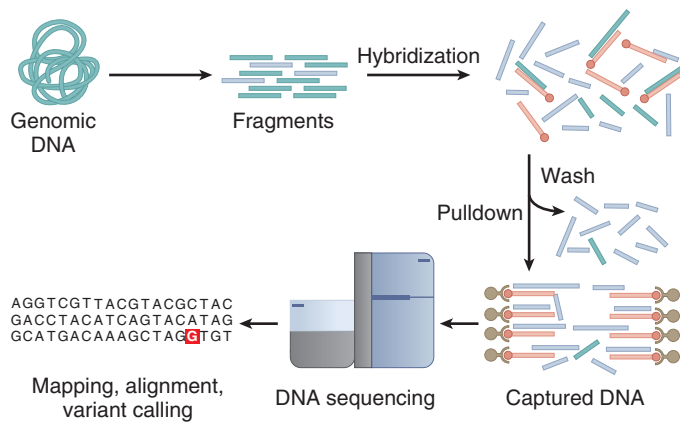 Genomic
DNA
Fragments
Hybridization
Wash
Pulldown
Captured DNA
DNA sequencing
AGGTCGTTACGTACGCTAC
GACCTACATCAGTACATAG
GCATGACAAAGCTAGGTGT
Mapping, alignment,
variant calling